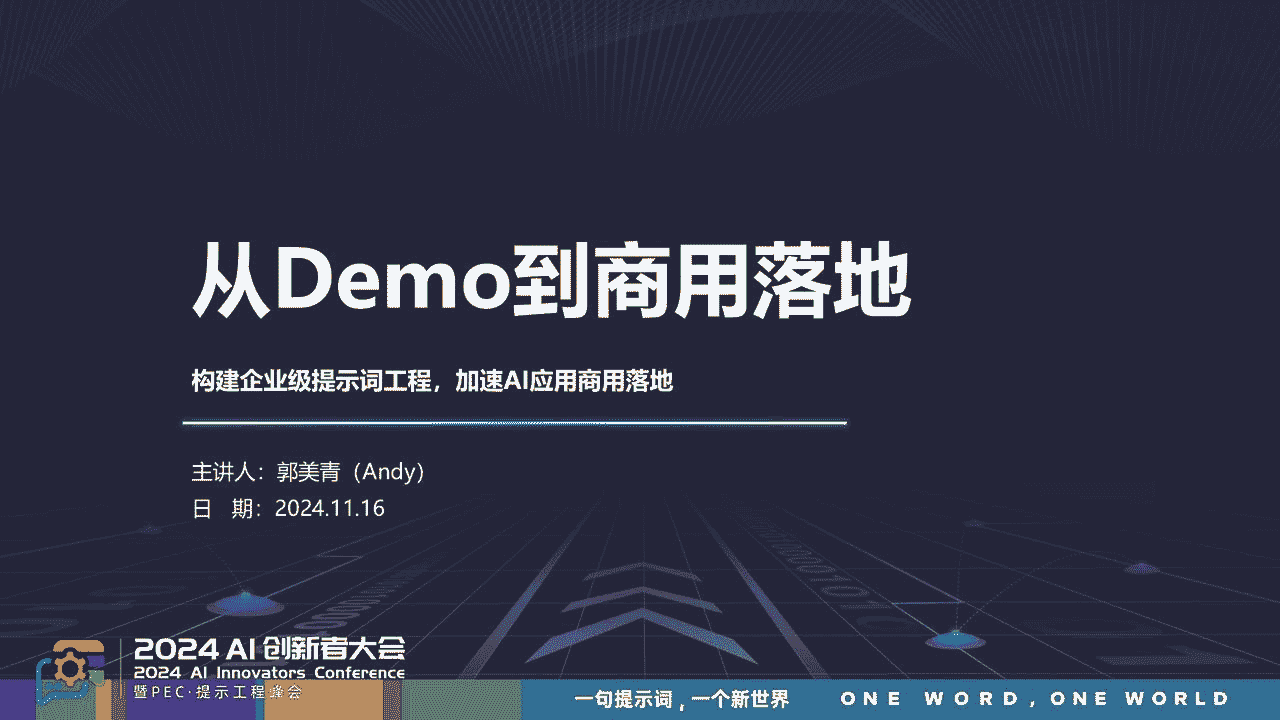 从Demo到商用落地
构建企业级提示词工程，加速AI应用商用落地
主讲人：郭美青（Andy）
日 期：2024.11.16
2024 AI 创新者大会
2024 AI Innovators Conference
暨PEC·提示工程峰会
一句提示词，一个新世界
ONE WORD, ONE WORLD